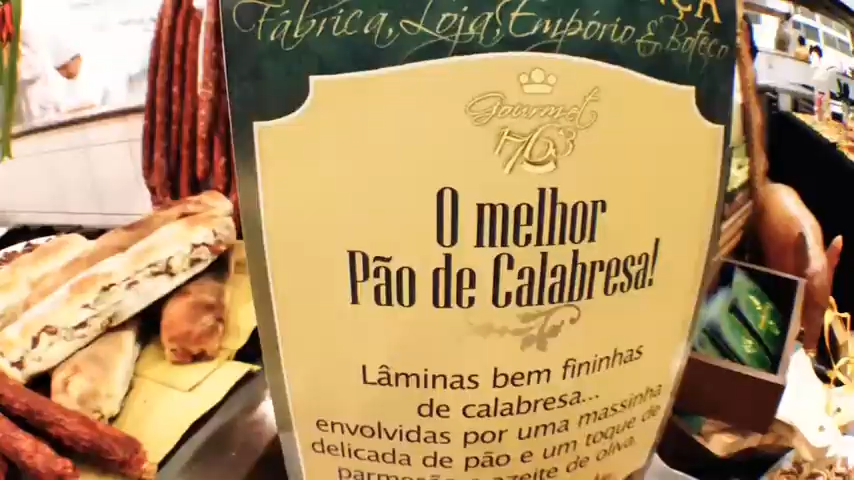 Fábrica, Loja, Empório & Boteco
Gourmet
1763
O melhor
Pão de Calabresa!
Lâminas bem fininhas
de calabresa...
envolvidas por uma massinha
delicada de pão e um toque de
parmesão azeite de oliva.